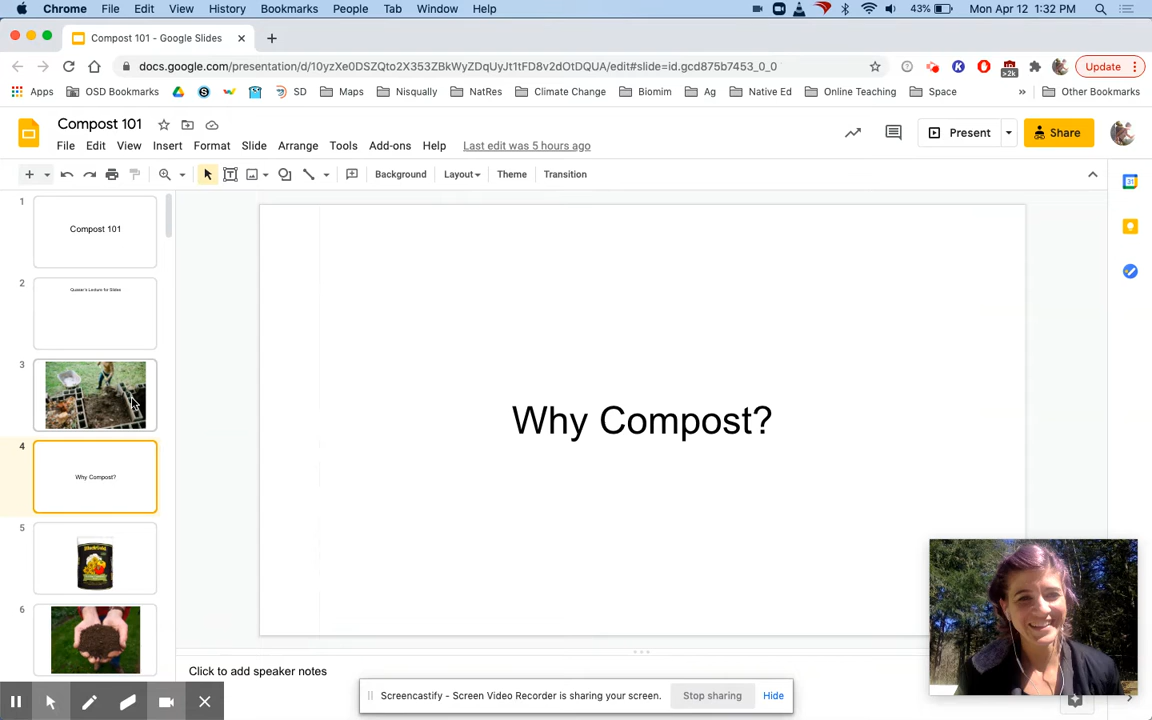 Chrome File Edit View History Bookmarks People Tab Window Help 43% Mon Apr 12 1:32 PM
Compost 101 - Google Slides
docs.google.com/presentation/d/10yzXe0DSZQto2X353ZBkWyZDqUyJt1tFD8v2dOtDQUA/edit#slide=id.gcd875b7453_0_0 >2k Update
Apps OSD Bookmarks SD Maps Nisqually NatRes Climate Change Biomim Ag Native Ed Online Teaching Space » Other Bookmarks
Compost 101
Present Share
File Edit View Insert Format Slide Arrange Tools Add-ons Help Last edit was 5 hours ago
Background Layout Theme Transition
31
1
Compost 101
2
3
4
Why Compost?
5
6
Why Compost?
Click to add speaker notes
Screencastify - Screen Video Recorder is sharing your screen. Stop sharing Hide